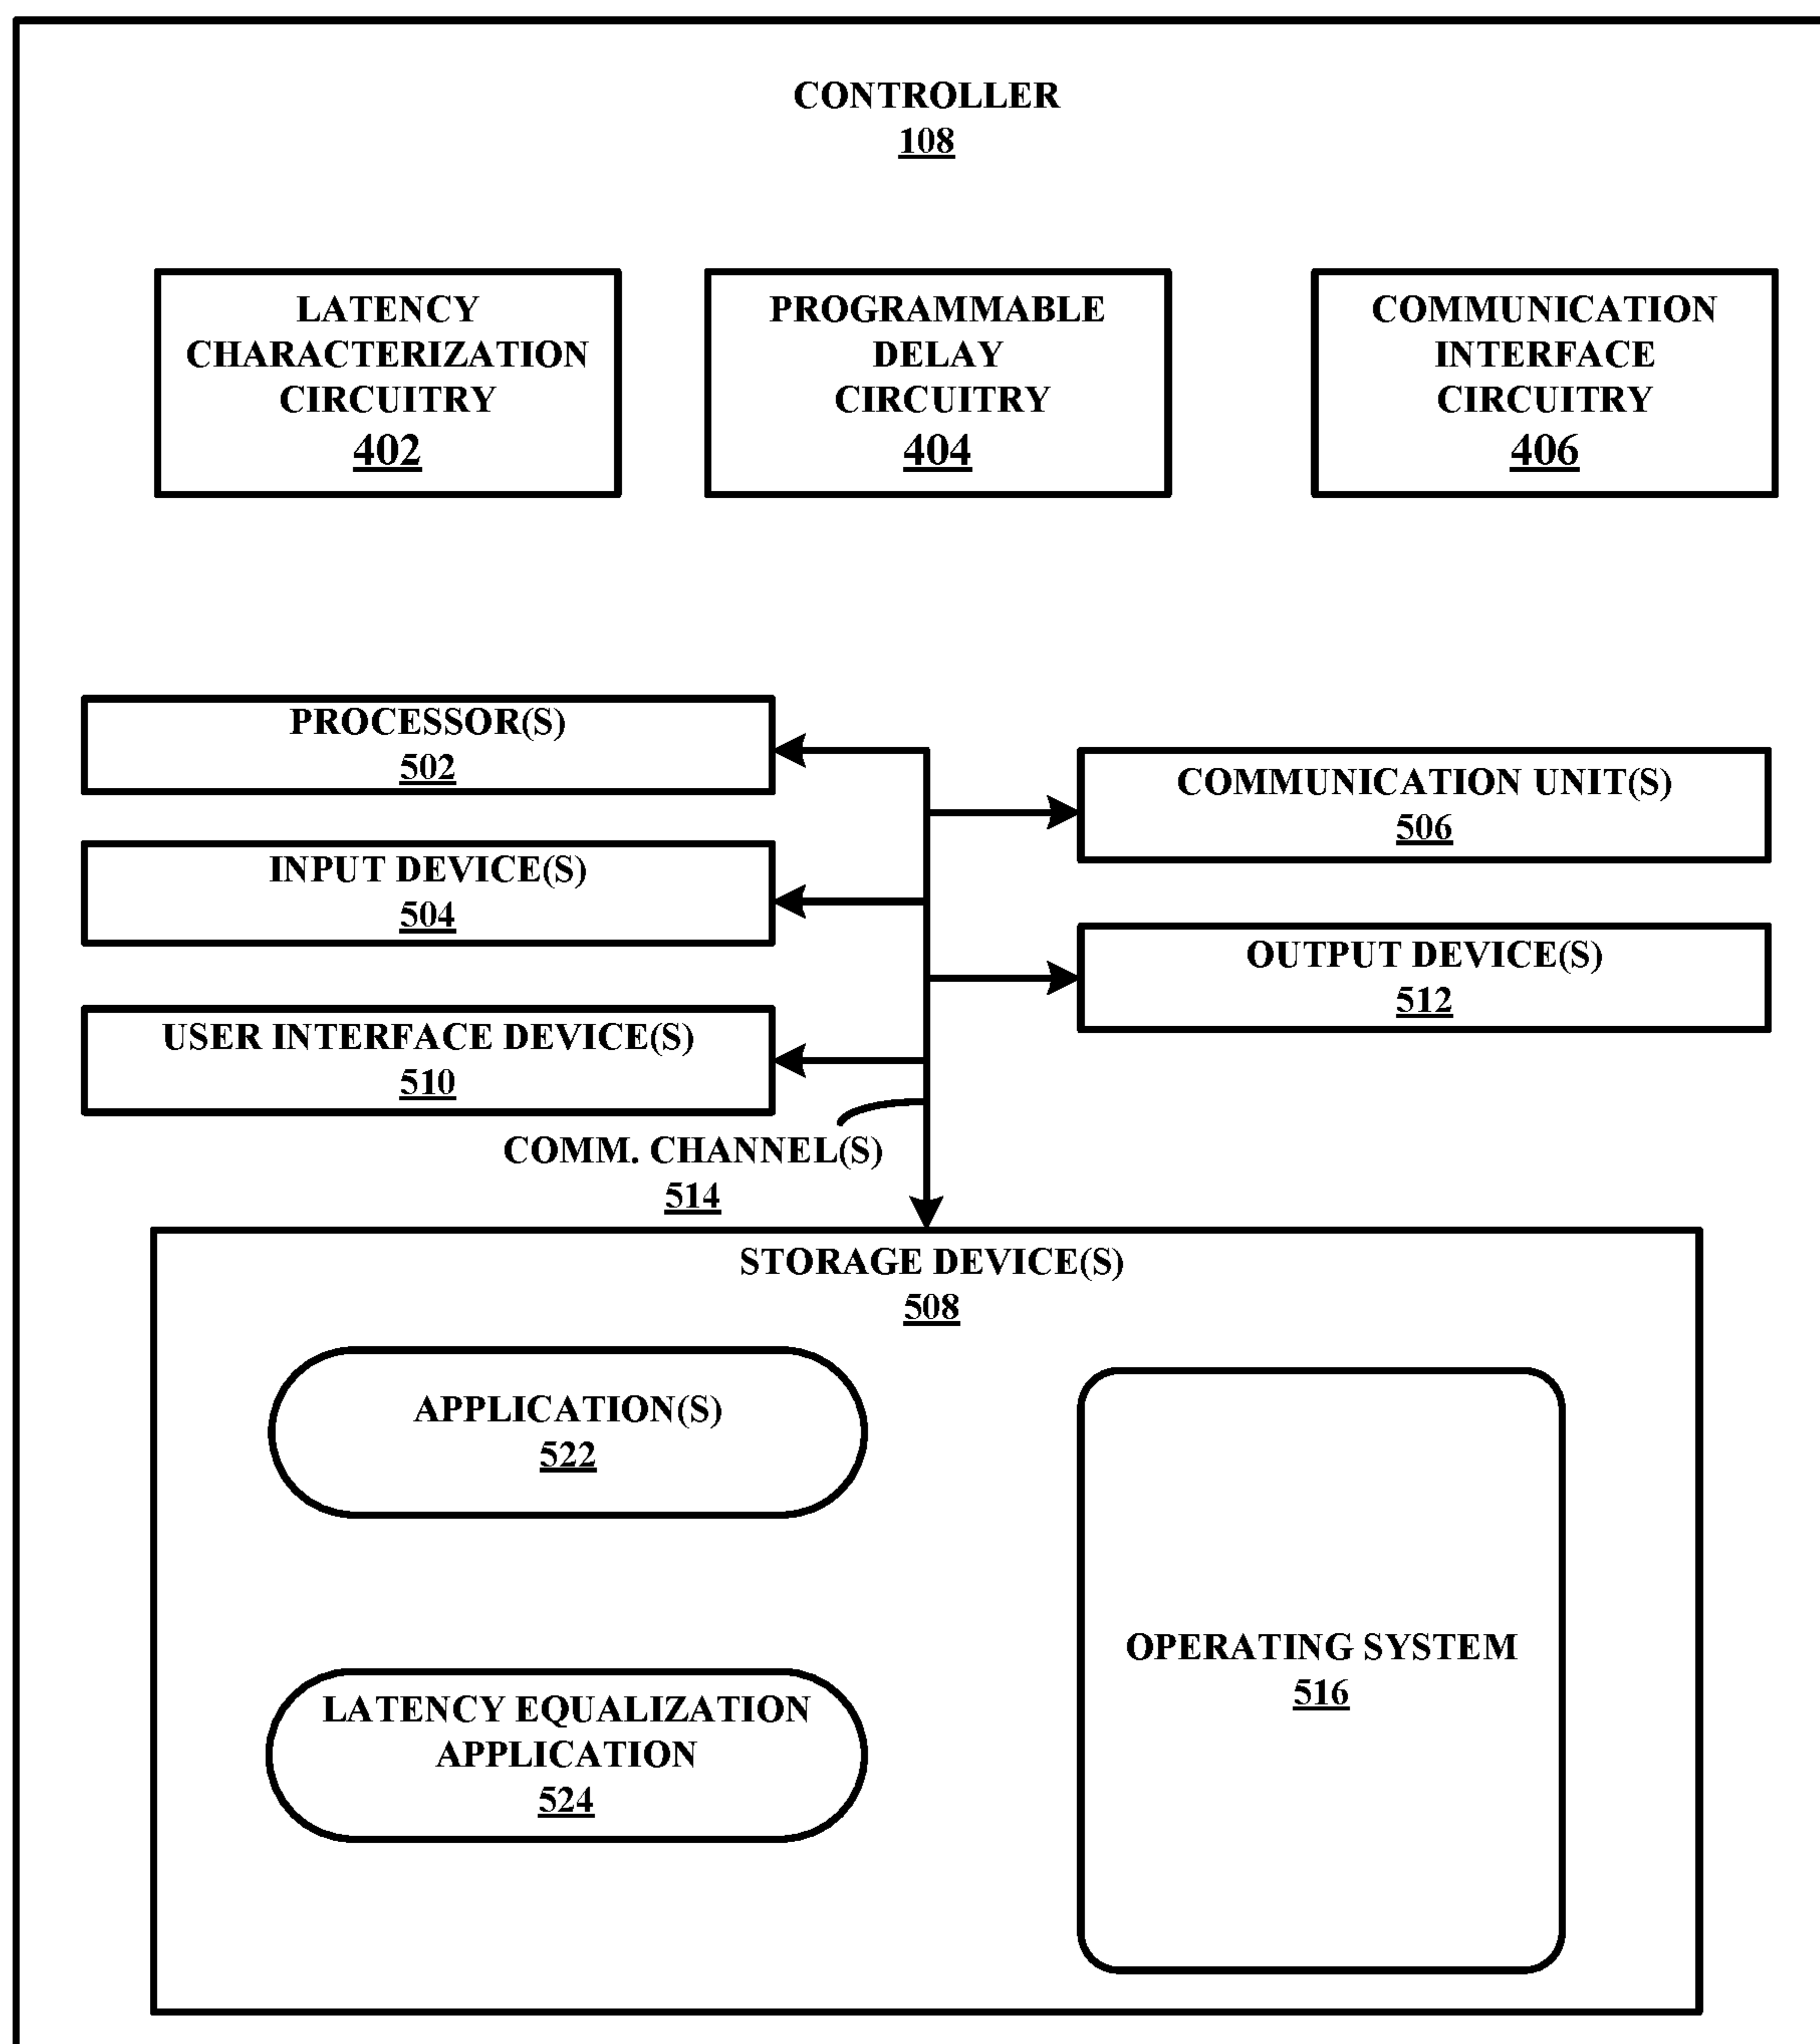 CONTROLLER
108
LATENCY
CHARACTERIZATION
CIRCUITRY
402
PROGRAMMABLE
DELAY
CIRCUITRY
404
COMMUNICATION
INTERFACE
CIRCUITRY
406
PROCESSOR(S)
502
COMMUNICATION UNIT(S)
506
INPUT DEVICE(S)
504
OUTPUT DEVICE(S)
512
USER INTERFACE DEVICE(S)
510
COMM. CHANNEL(S)
514
STORAGE DEVICE(S)
508
APPLICATION(S)
522
OPERATING SYSTEM
516
LATENCY EQUALIZATION
APPLICATION
524